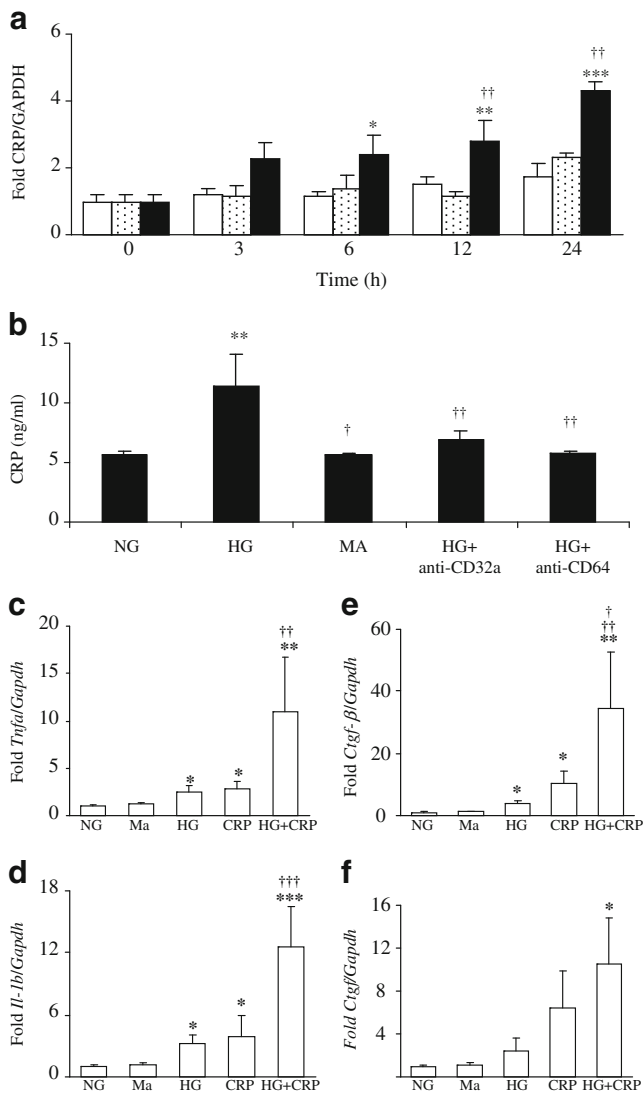 a
6
††
††
***
*
**
4
2
0
Fold CRP/GAPDH
0 3 6 12 24
Time (h)
b
15
**
10
†
††
††
5
0
CRP (ng/ml)
NG HG MA HG+ HG+
anti-CD32a anti-CD64
c
20
††
**
15
10
5
0
*
*
Fold Tnfa/Gapdh
NG Ma HG CRP HG+CRP
e
60
†
††
**
40
20
0
*
*
Fold Ctgf-β/Gapdh
NG Ma HG CRP HG+CRP
d
18
†††
***
12
6
0
*
*
Fold Il-1b/Gapdh
NG Ma HG CRP HG+CRP
f
16
*
12
8
4
Fold Ctgf/Gapdh
NG Ma HG CRP HG+CRP